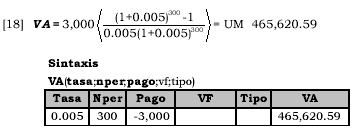 [18] VA = 3,000 ⟨ (1+0.005)^300 -1 / 0.005(1+0.005)^300 ⟩ = UM 465,620.59
Sintaxis
VA(tasa;nper;pago;vf;tipo)
Tasa Nper Pago VF Tipo VA
0.005 300 -3,000 465,620.59